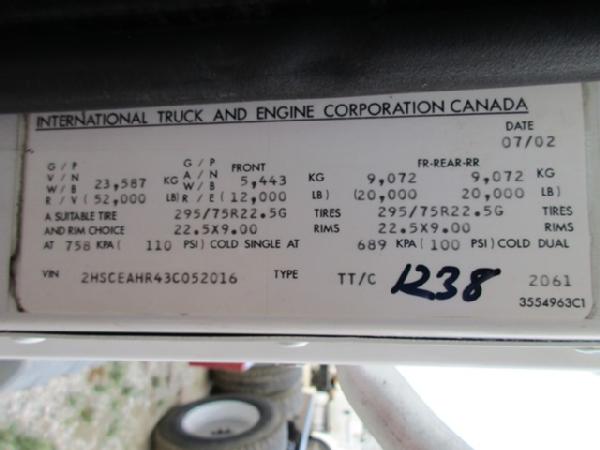 INTERNATIONAL TRUCK AND ENGINE CORPORATION CANADA
DATE
07/02
G / P G / P
V / N A / N FRONT FR-REAR-RR
W / B 23,587 KG W / B 5,443 KG 9,072 9,072 KG
R / V (52,000 LB) R / E (12,000 LB) (20,000 20,000 LB)
A SUITABLE TIRE 295/75R22.5G TIRES 295/75R22.5G TIRES
AND RIM CHOICE 22.5X9.00 RIMS 22.5X9.00 RIMS
AT 758 KPA ( 110 PSI) COLD SINGLE AT 689 KPA (100 PSI) COLD DUAL
VIN 2HSCEAHR43C052016 TYPE TT/C 1238 2061
3554963C1